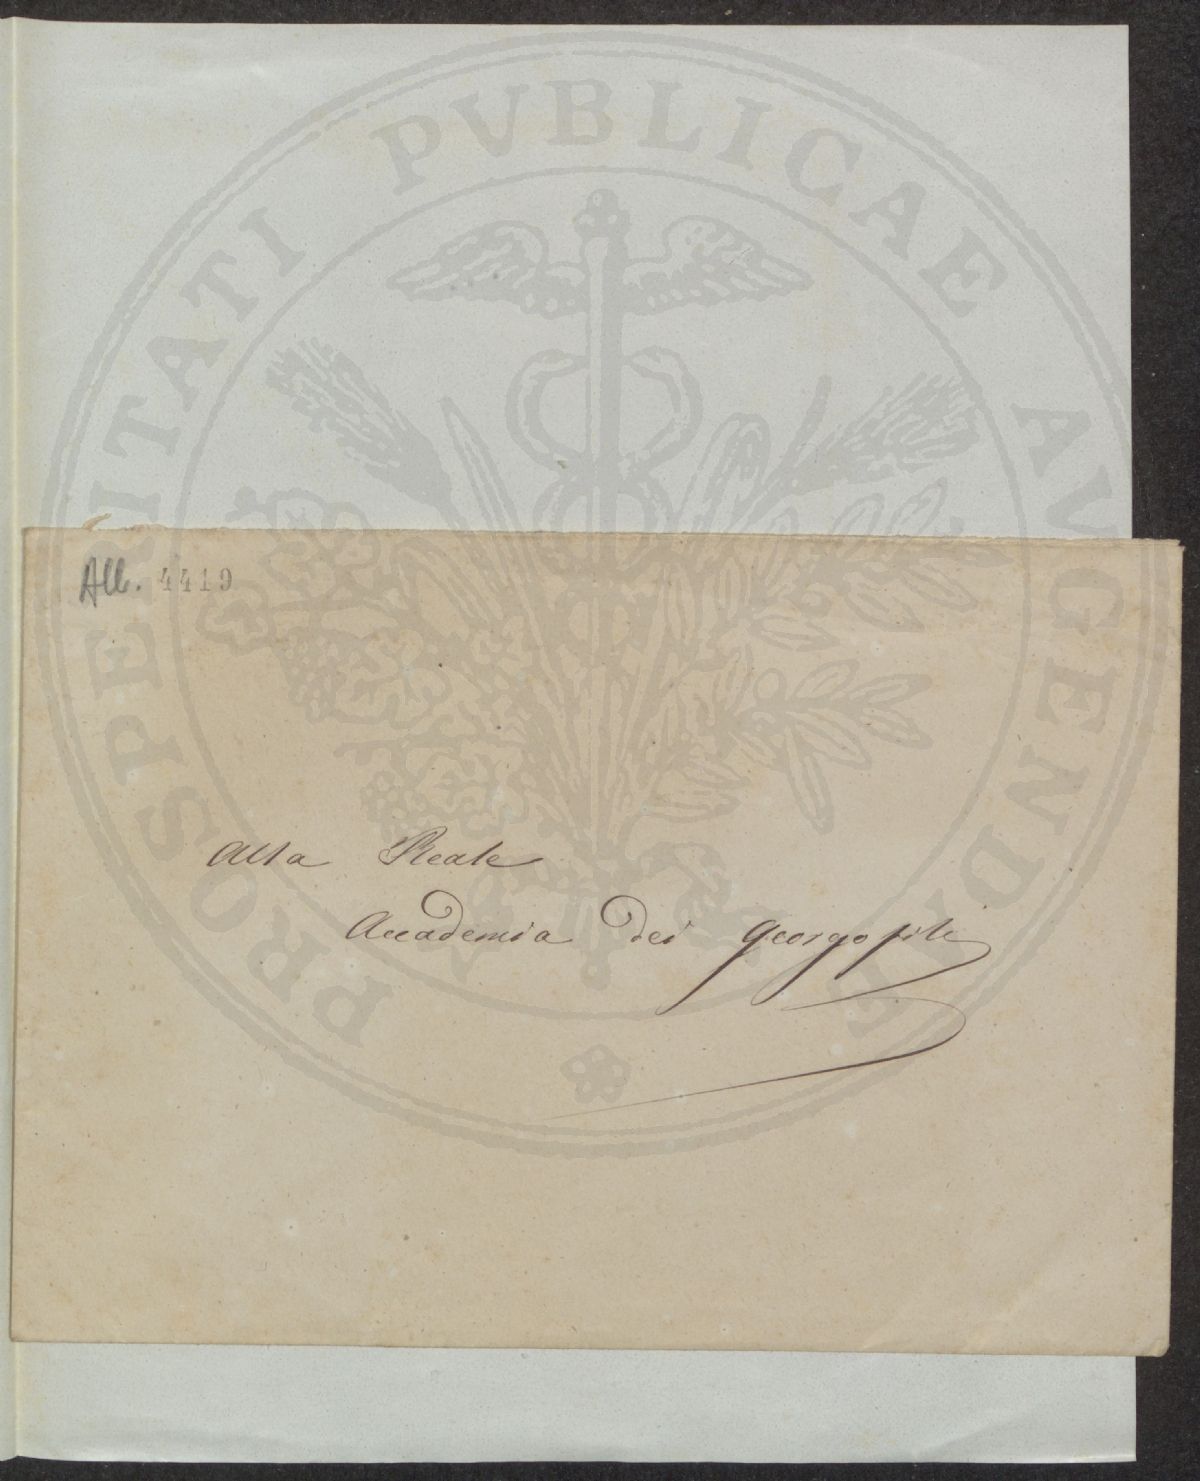 PROSPERITATI PVBLICAE AVGENDAE
All. 4419
Alla Reale
Accademia dei Georgofili